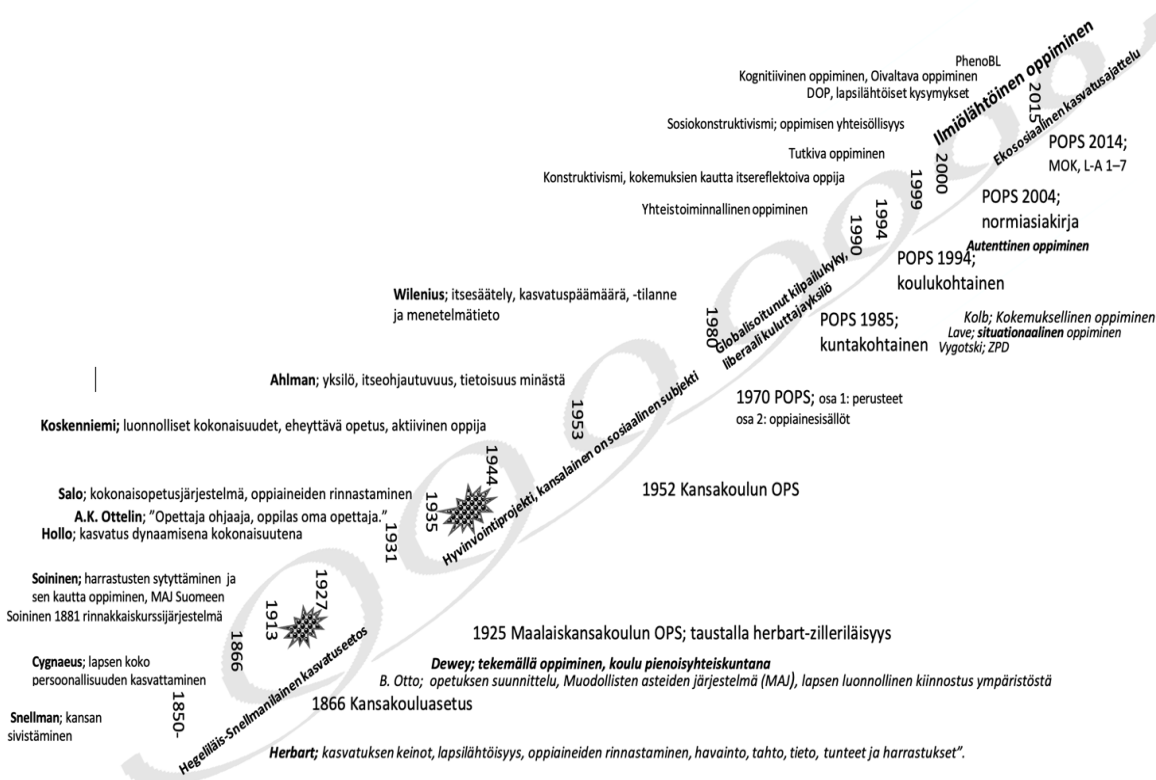 PhenoBL
Kognitiivinen oppiminen, Oivaltava oppiminen
DOP, lapsilähtöiset kysymykset
Ilmiölähtöinen oppiminen
Ekososiaalinen kasvatusajattelu
2015
Sosiokonstruktivismi; oppimisen yhteisöllisyys
Tutkiva oppiminen
2000
POPS 2014;
MOK, L-A 1–7
Konstruktivismi, kokemuksien kautta itsereflektoiva oppija
1999
Yhteistoiminnallinen oppiminen
1994
1990
POPS 2004;
normiasiakirja
Autenttinen oppiminen
POPS 1994;
koulukohtainen
Globalisoitunut kilpailukyky,
liberaali kuluttajayksilö
Wilenius; itsesäätely, kasvatuspäämäärä, -tilanne
ja menetelmätieto
1980
POPS 1985;
kuntakohtainen
Kolb; Kokemuksellinen oppiminen
Lave; situationaalinen oppiminen
Vygotski; ZPD
Ahlman; yksilö, itseohjautuvuus, tietoisuus minästä
1953
1970 POPS; osa 1: perusteet
osa 2: oppiainesisällöt
Koskenniemi; luonnolliset kokonaisuudet, eheyttävä opetus, aktiivinen oppija
1944
Hyvinvointiprojekti, kansalainen on sosiaalinen subjekti
1952 Kansakoulun OPS
Salo; kokonaisopetusjärjestelmä, oppiaineiden rinnastaminen
1935
A.K. Ottelin; ”Opettaja ohjaaja, oppilas oma opettaja.”
Hollo; kasvatus dynaamisena kokonaisuutena
1931
Soininen; harrastusten sytyttäminen ja
sen kautta oppiminen, MAJ Suomeen
Soininen 1881 rinnakkaiskurssijärjestelmä
1927
1913
1866
1925 Maalaiskansakoulun OPS; taustalla herbart-zilleriläisyys
Cygnaeus; lapsen koko
persoonallisuuden kasvattaminen
Dewey; tekemällä oppiminen, koulu pienoisyhteiskuntana
B. Otto; opetuksen suunnittelu, Muodollisten asteiden järjestelmä (MAJ), lapsen luonnollinen kiinnostus ympäristöstä
1850-
Hegeliläis-Snellmanilainen kasvatuseetos
1866 Kansakouluasetus
Snellman; kansan
sivistäminen
Herbart; kasvatuksen keinot, lapsilähtöisyys, oppiaineiden rinnastaminen, havainto, tahto, tieto, tunteet ja harrastukset”.